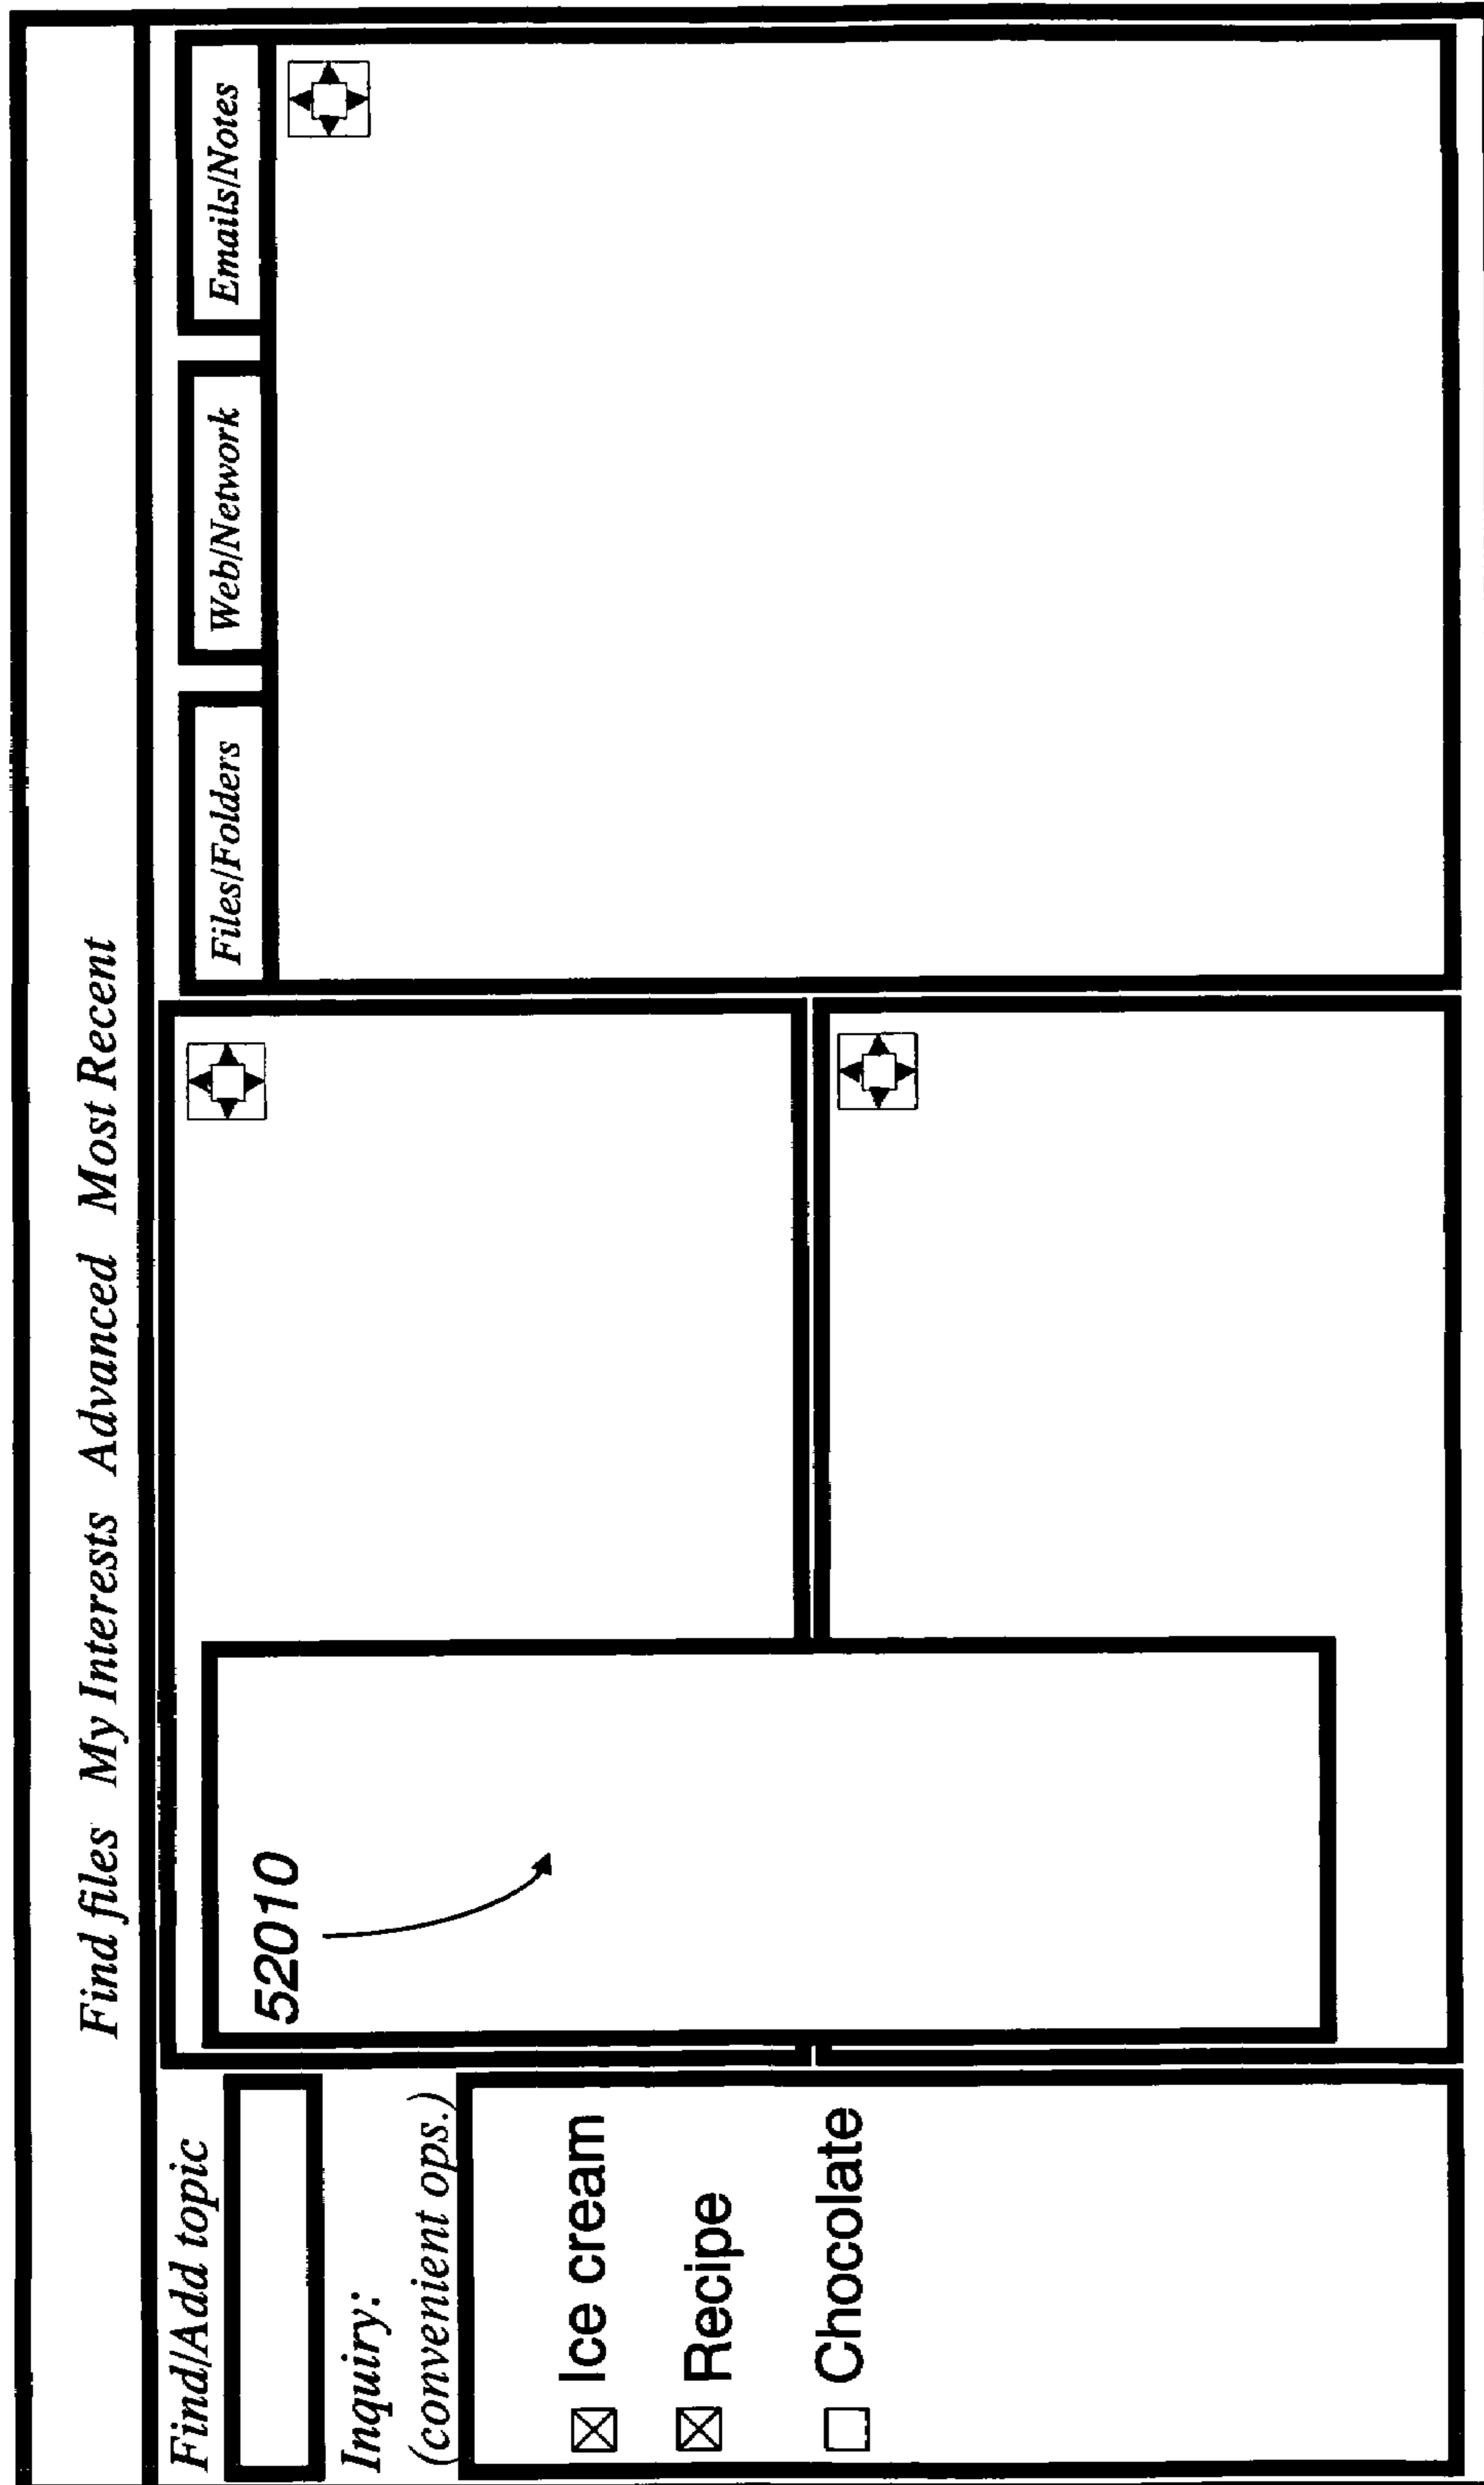 Find files My Interests Advanced Most Recent
Find/Add topic
Inquiry:
(convenient ops.)
Ice cream
Recipe
Chocolate
52010
Files/Folders
Web/Network
Emails/Notes